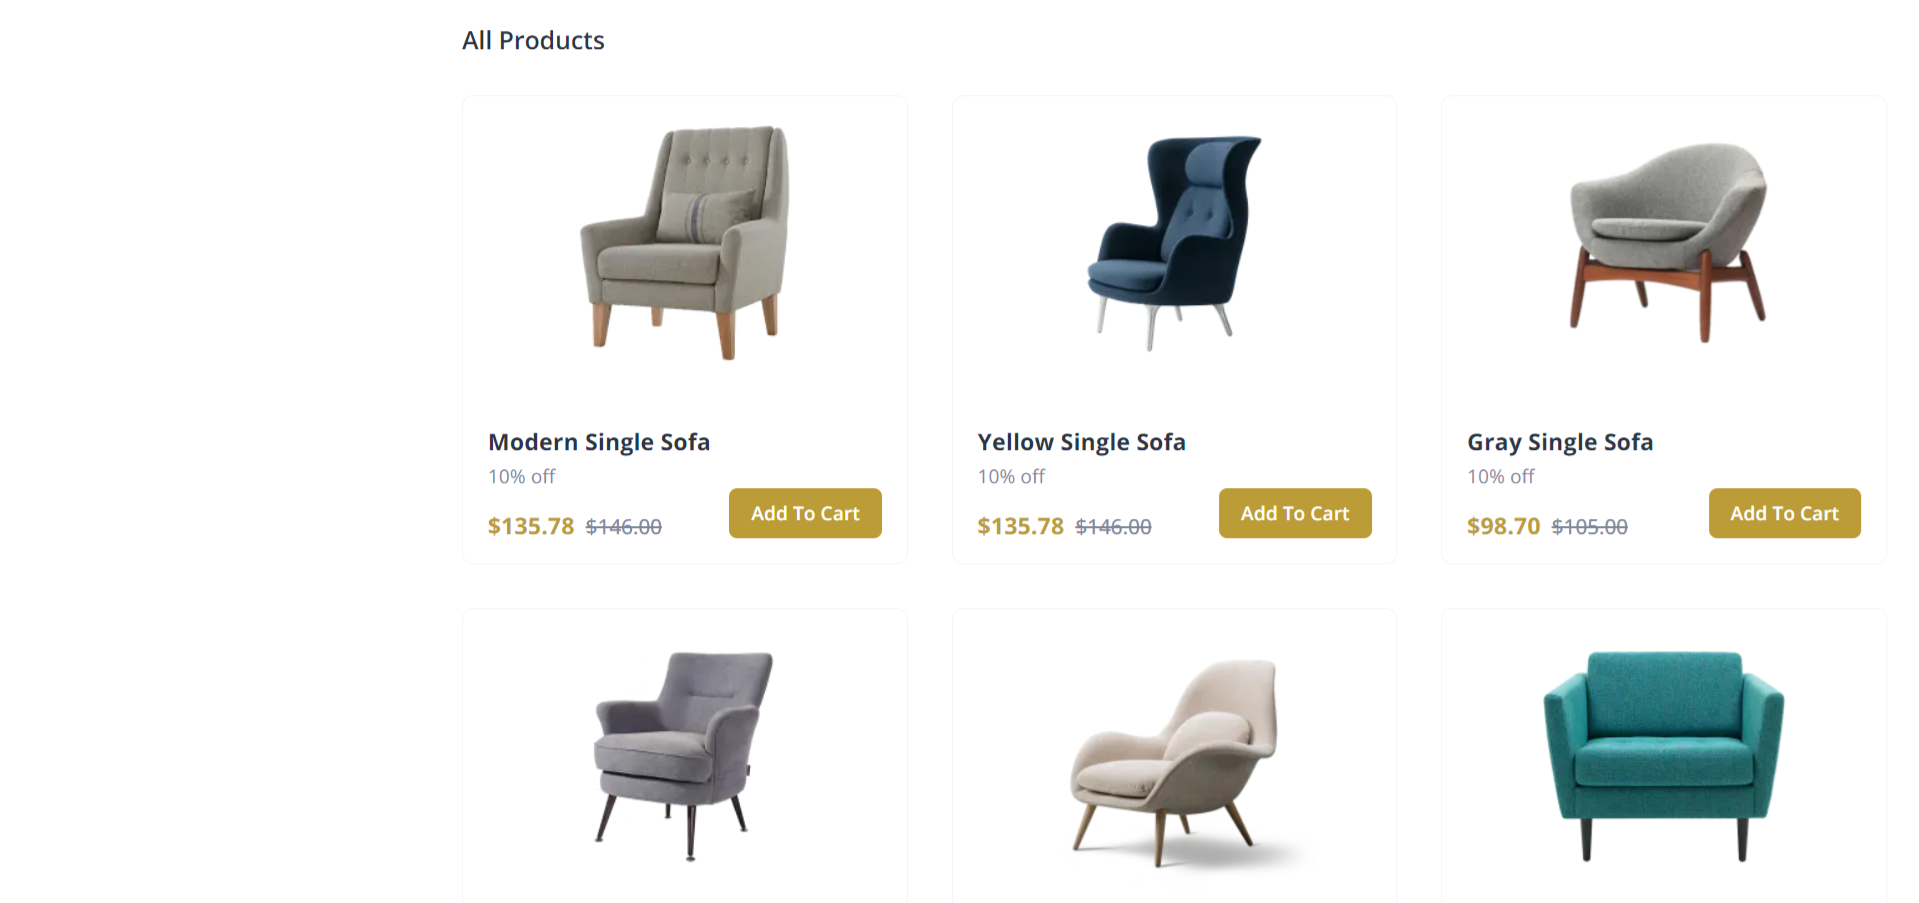 All Products
Modern Single Sofa
10% off
$135.78 $146.00
Add To Cart
Yellow Single Sofa
10% off
$135.78 $146.00
Add To Cart
Gray Single Sofa
10% off
$98.70 $105.00
Add To Cart